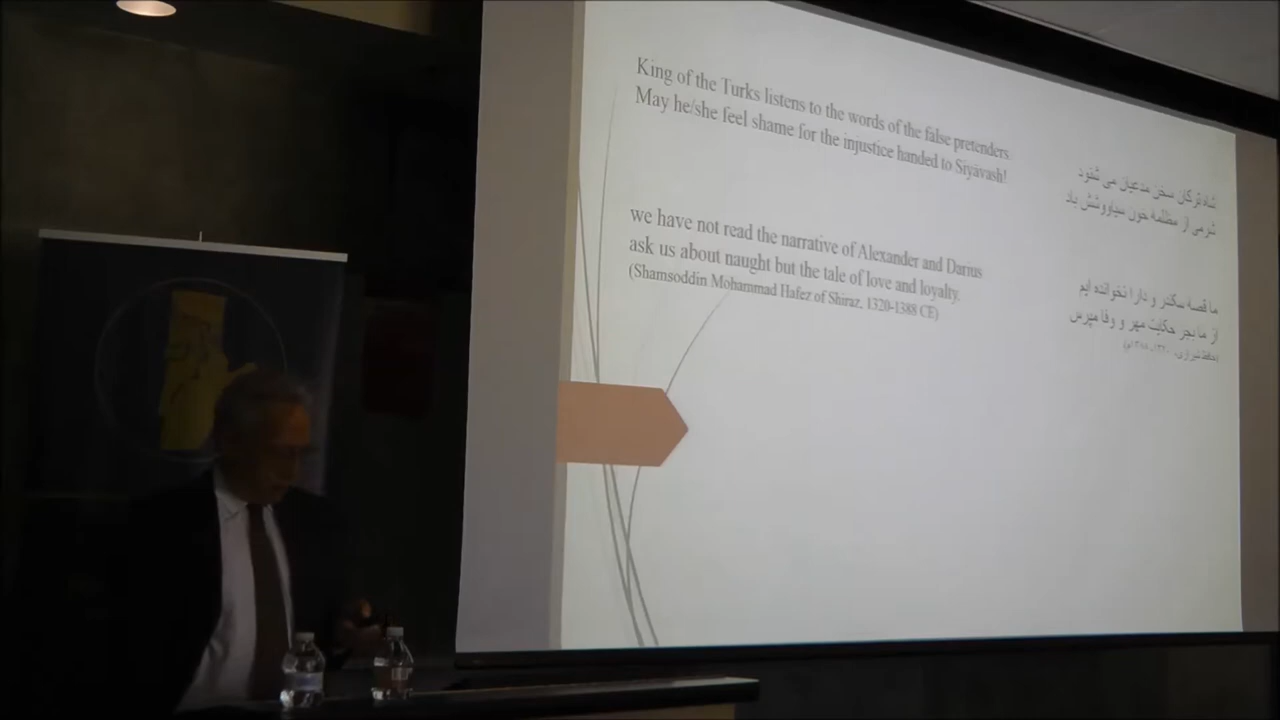 King of the Turks listens to the words of the false pretenders.
May he/she feel shame for the injustice handed to Siyāvash!
we have not read the narrative of Alexander and Darius
ask us about naught but the tale of love and loyalty.
(Shamsoddin Mohammad Hafez of Shiraz, 1320-1388 CE)
شاه ترکان سخن مدعیان می شنود
شرمی از مظلمه خون سیاووشش باد
ما قصه سکندر و دارا نخوانده ایم
از ما بجز حکایت مهر و وفا مپرس